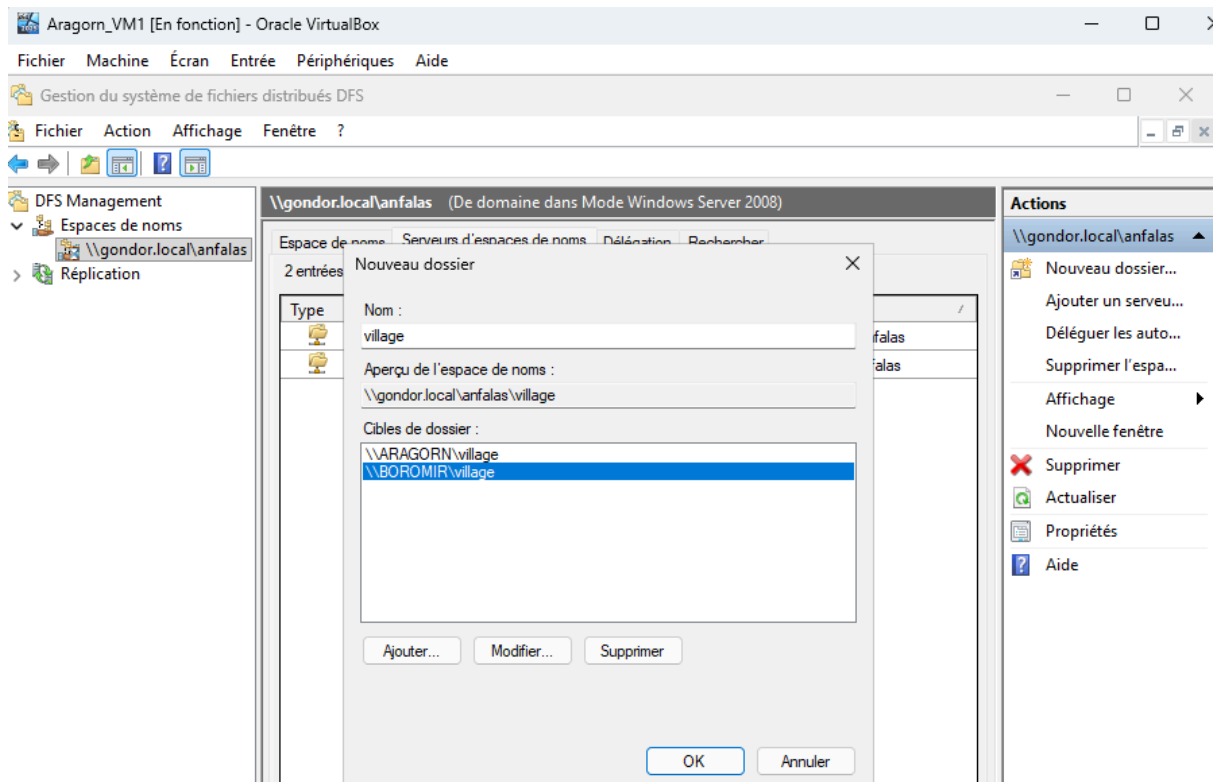 Aragorn_VM1 [En fonction] - Oracle VirtualBox
Fichier Machine Écran Entrée Périphériques Aide
Gestion du système de fichiers distribués DFS
Fichier Action Affichage Fenêtre ?
DFS Management
Espaces de noms
\\gondor.local\anfalas
Réplication
\\gondor.local\anfalas (De domaine dans Mode Windows Server 2008)
Espace de noms Serveurs d'espaces de noms Délégation Rechercher
2 entrées
Type
falas
alas
Nouveau dossier
Nom :
village
Aperçu de l'espace de noms :
\\gondor.local\anfalas\village
Cibles de dossier :
\\ARAGORN\village
\\BOROMIR\village
Ajouter... Modifier... Supprimer
OK Annuler
Actions
\\gondor.local\anfalas
Nouveau dossier...
Ajouter un serveu...
Déléguer les auto...
Supprimer l'espa...
Affichage
Nouvelle fenêtre
Supprimer
Actualiser
Propriétés
Aide